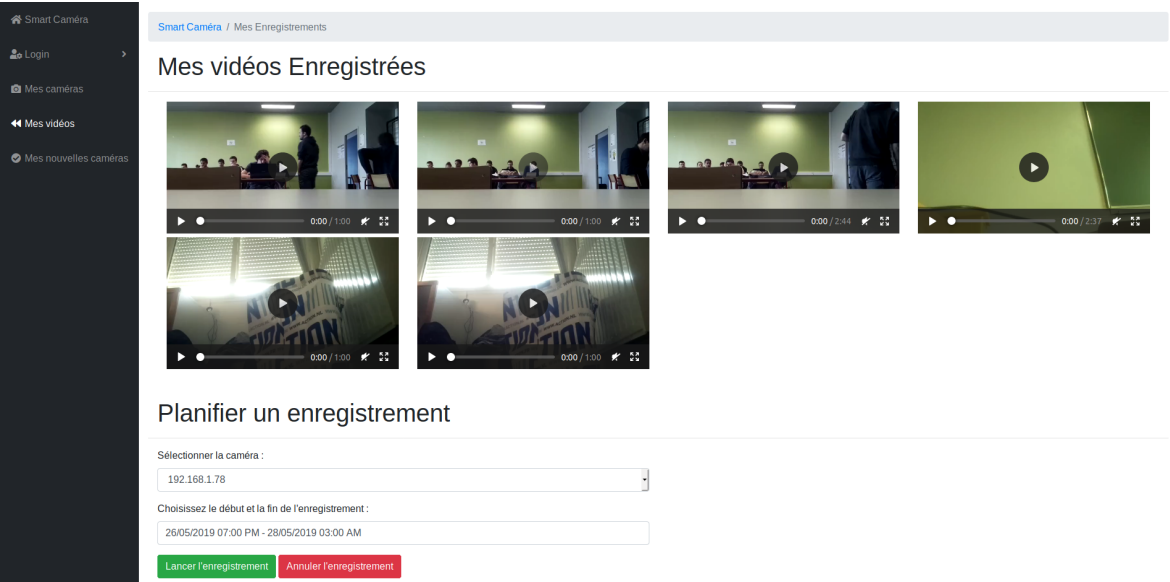 Smart Caméra
Login
Mes caméras
Mes vidéos
Mes nouvelles caméras
Smart Caméra / Mes Enregistrements
Mes vidéos Enregistrées
0:00 / 1:00
0:00 / 1:00
0:00 / 2:44
0:00 / 2:37
0:00 / 1:00
0:00 / 1:00
Planifier un enregistrement
Sélectionner la caméra :
192.168.1.78
Choisissez le début et la fin de l'enregistrement :
26/05/2019 07:00 PM - 28/05/2019 03:00 AM
Lancer l'enregistrement Annuler l'enregistrement